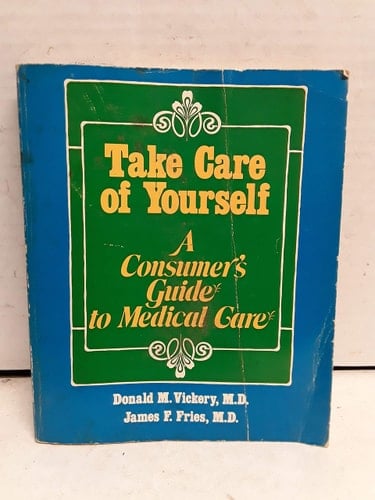 Take Care
of Yourself
A
Consumer's
Guide
to Medical Care
Donald M. Vickery, M.D.
James F. Fries, M.D.